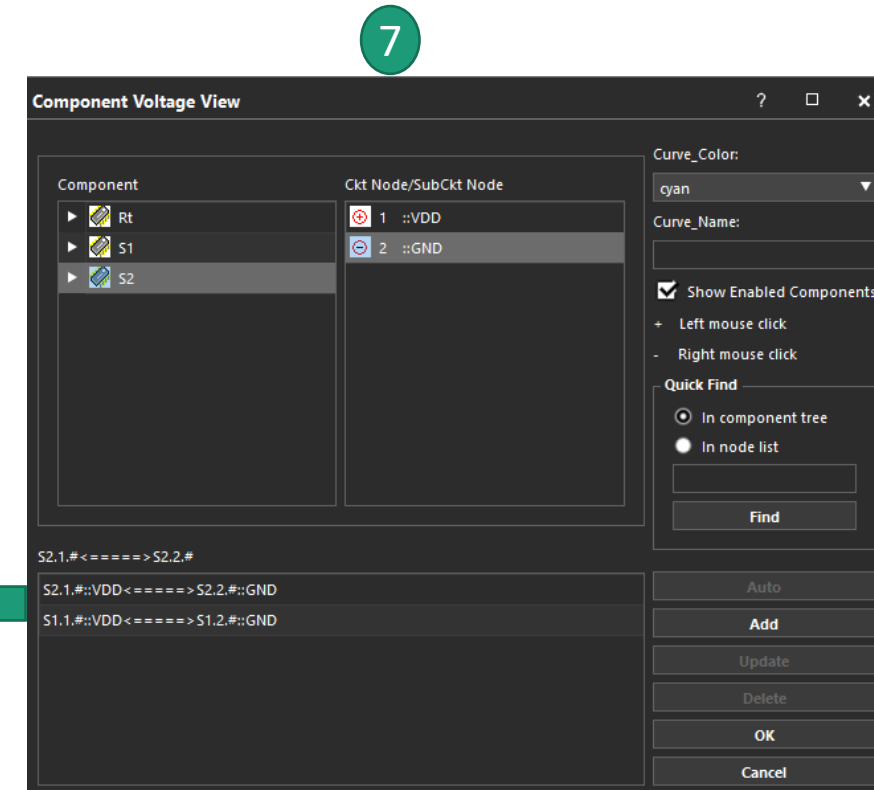 7
Component Voltage View
?
Component
Ckt Node/SubCkt Node
Rt
S1
S2
1 ::VDD
2 ::GND
Curve_Color:
cyan
Curve_Name:
Show Enabled Components
+ Left mouse click
- Right mouse click
Quick Find
In component tree
In node list
Find
S2.1.#<=====>S2.2.#
S2.1.#::VDD<=====>S2.2.#::GND
S1.1.#::VDD<=====>S1.2.#::GND
Auto
Add
Update
Delete
OK
Cancel